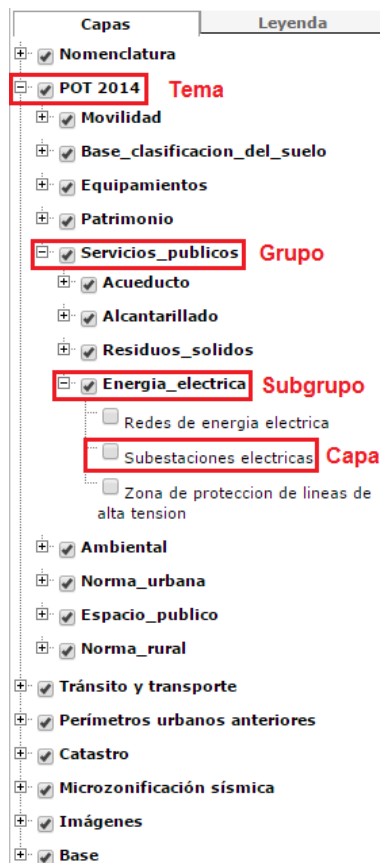 Capas Leyenda
Nomenclatura
POT 2014 Tema
Movilidad
Base_clasificacion_del_suelo
Equipamientos
Patrimonio
Servicios_publicos Grupo
Acueducto
Alcantarillado
Residuos_solidos
Energia_electrica Subgrupo
Redes de energia electrica
Subestaciones electricas Capa
Zona de proteccion de lineas de
alta tension
Ambiental
Norma_urbana
Espacio_publico
Norma_rural
Tránsito y transporte
Perímetros urbanos anteriores
Catastro
Microzonificación sísmica
Imágenes
Base